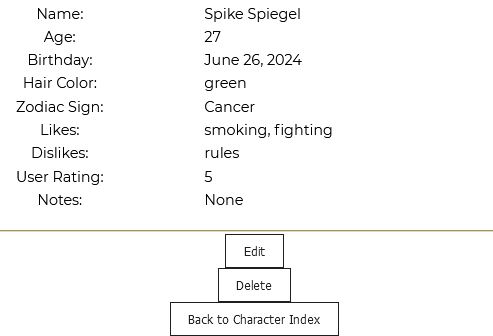 Name: Spike Spiegel
Age: 27
Birthday: June 26, 2024
Hair Color: green
Zodiac Sign: Cancer
Likes: smoking, fighting
Dislikes: rules
User Rating: 5
Notes: None
Edit
Delete
Back to Character Index